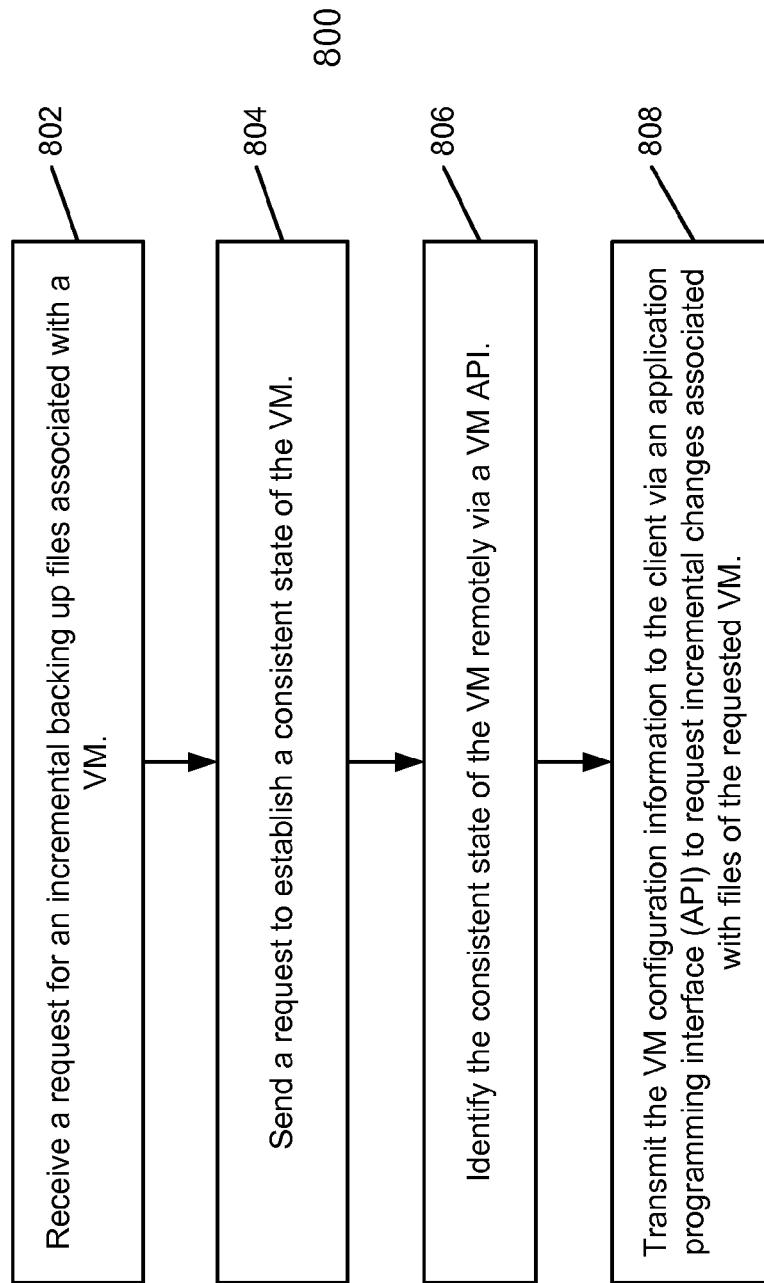 800
802
Receive a request for an incremental backing up files associated with a
VM.
804
Send a request to establish a consistent state of the VM.
806
Identify the consistent state of the VM remotely via a VM API.
808
Transmit the VM configuration information to the client via an application
programming interface (API) to request incremental changes associated
with files of the requested VM.